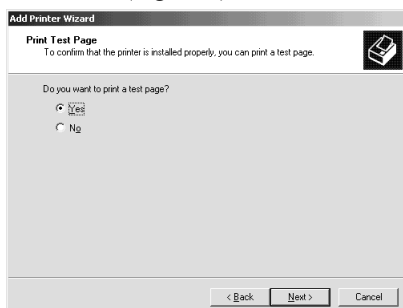 Add Printer Wizard
Print Test Page
To confirm that the printer is installed properly, you can print a test page.
Do you want to print a test page?
Yes
No
< Back Next > Cancel